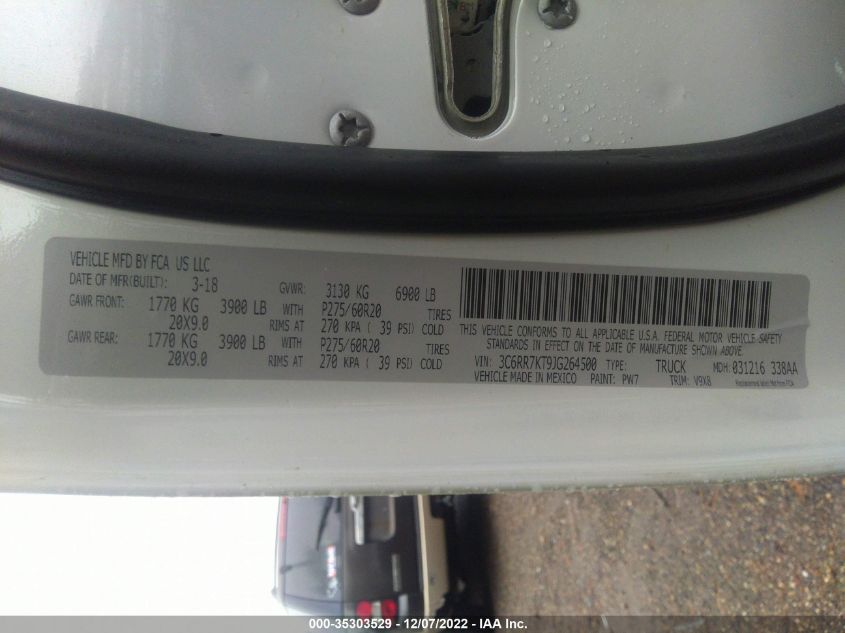 VEHICLE MFD BY FCA US LLC
DATE OF MFR(BUILT): 3-18 GVWR: 3130 KG 6900 LB
GAWR FRONT: 1770 KG 3900 LB WITH P275/60R20 TIRES
20X9.0 RIMS AT 270 KPA ( 39 PSI) COLD
GAWR REAR: 1770 KG 3900 LB WITH P275/60R20 TIRES
20X9.0 RIMS AT 270 KPA ( 39 PSI) COLD
THIS VEHICLE CONFORMS TO ALL APPLICABLE U.S.A. FEDERAL MOTOR VEHICLE SAFETY
STANDARDS IN EFFECT ON THE DATE OF MANUFACTURE SHOWN ABOVE.
VIN: 3C6RR7KT9JG264500 TYPE: TRUCK MDH: 031216 338AA
VEHICLE MADE IN MEXICO PAINT: PW7 TRIM: V9X8
Replacement Label Not from FCA
000-35303529 - 12/07/2022 - IAA Inc.